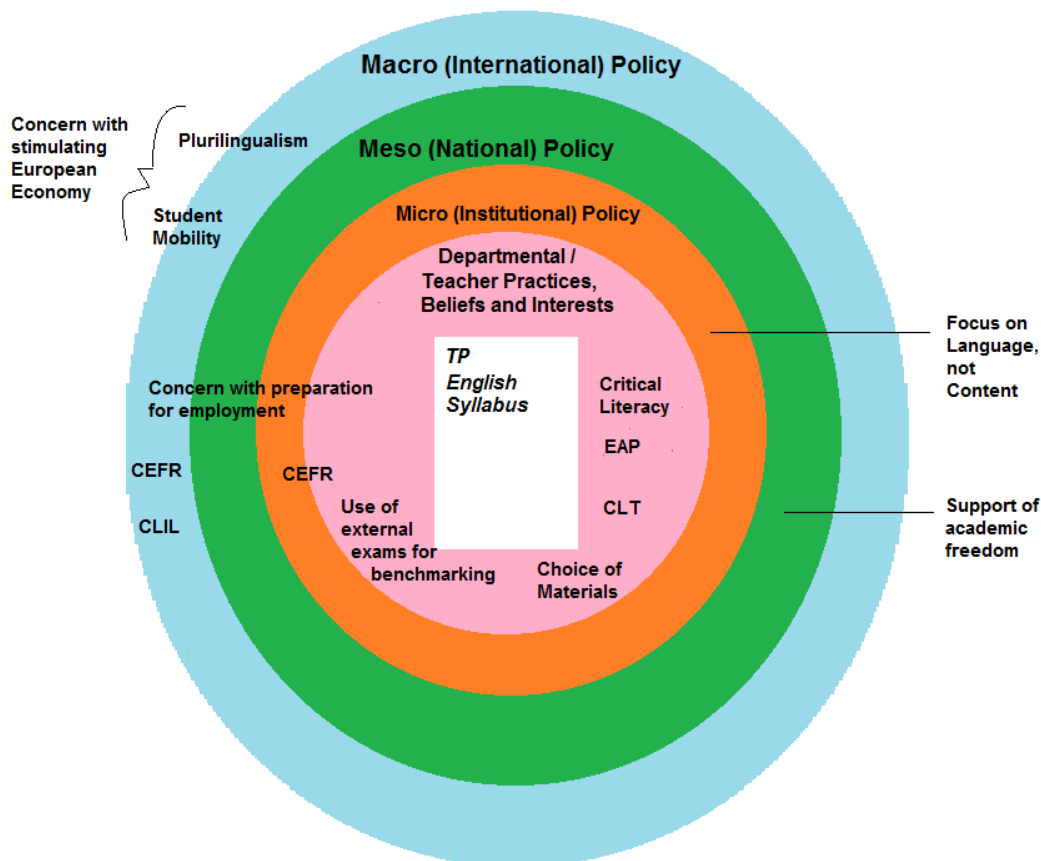 Macro (International) Policy
Concern with
stimulating
European
Economy
Plurilingualism
Student
Mobility
Meso (National) Policy
Micro (Institutional) Policy
Departmental /
Teacher Practices,
Beliefs and Interests
TP
English
Syllabus
Critical
Literacy
EAP
CLT
Choice of
Materials
Concern with preparation
for employment
CEFR
CLIL
CEFR
Use of
external
exams for
benchmarking
Focus on
Language,
not
Content
Support of
academic
freedom